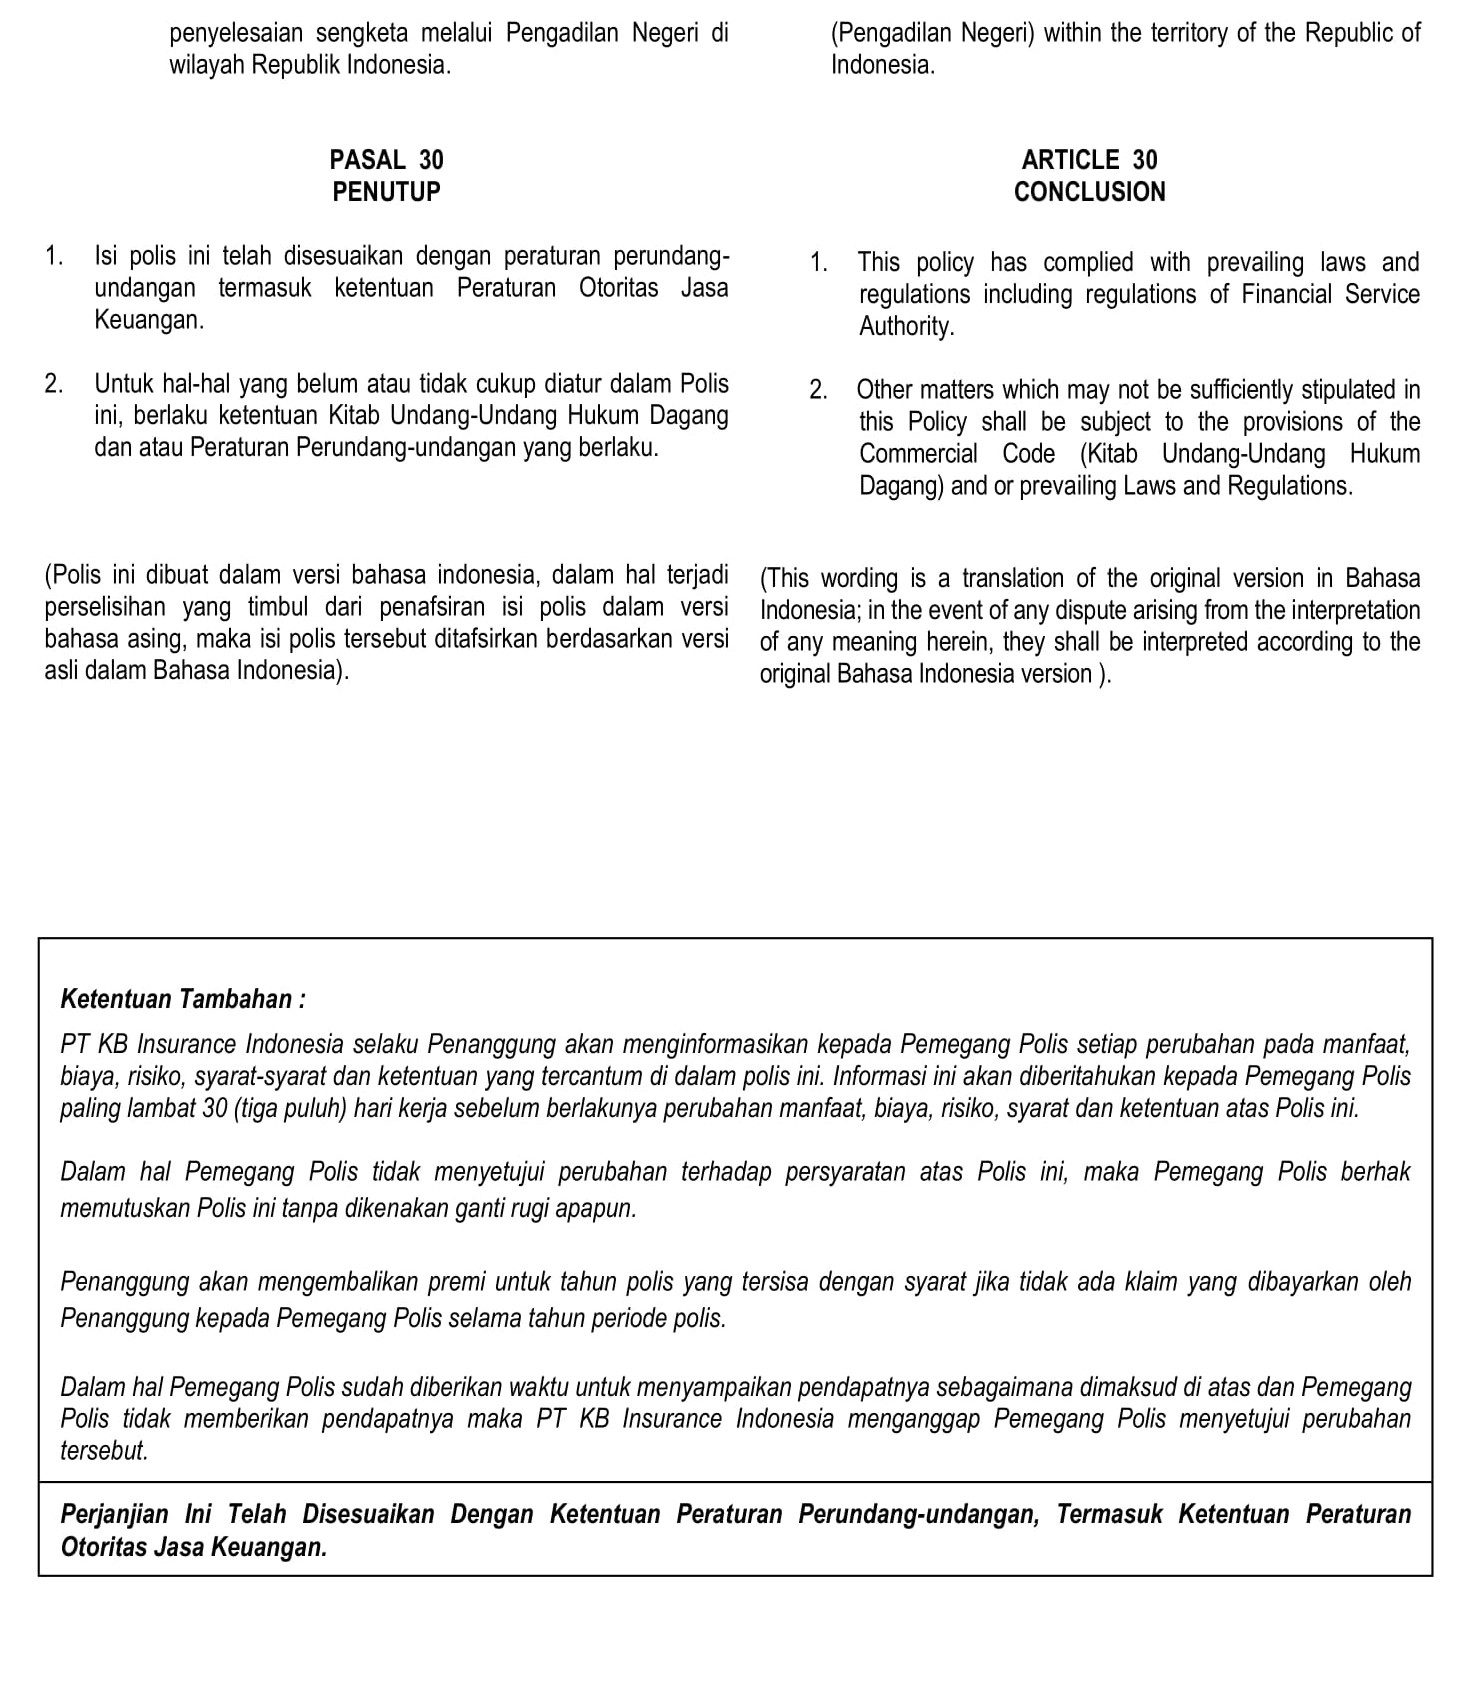 penyelesaian sengketa melalui Pengadilan Negeri di
wilayah Republik Indonesia.
PASAL 30
PENUTUP
1. Isi polis ini telah disesuaikan dengan peraturan perundang-
undangan termasuk ketentuan Peraturan Otoritas Jasa
Keuangan.
2. Untuk hal-hal yang belum atau tidak cukup diatur dalam Polis
ini, berlaku ketentuan Kitab Undang-Undang Hukum Dagang
dan atau Peraturan Perundang-undangan yang berlaku.
(Polis ini dibuat dalam versi bahasa indonesia, dalam hal terjadi
perselisihan yang timbul dari penafsiran isi polis dalam versi
bahasa asing, maka isi polis tersebut ditafsirkan berdasarkan versi
asli dalam Bahasa Indonesia).
(Pengadilan Negeri) within the territory of the Republic of
Indonesia.
ARTICLE 30
CONCLUSION
1. This policy has complied with prevailing laws and
regulations including regulations of Financial Service
Authority.
2. Other matters which may not be sufficiently stipulated in
this Policy shall be subject to the provisions of the
Commercial Code (Kitab Undang-Undang Hukum
Dagang) and or prevailing Laws and Regulations.
(This wording is a translation of the original version in Bahasa
Indonesia; in the event of any dispute arising from the interpretation
of any meaning herein, they shall be interpreted according to the
original Bahasa Indonesia version ).
Ketentuan Tambahan :
PT KB Insurance Indonesia selaku Penanggung akan menginformasikan kepada Pemegang Polis setiap perubahan pada manfaat,
biaya, risiko, syarat-syarat dan ketentuan yang tercantum di dalam polis ini. Informasi ini akan diberitahukan kepada Pemegang Polis
paling lambat 30 (tiga puluh) hari kerja sebelum berlakunya perubahan manfaat, biaya, risiko, syarat dan ketentuan atas Polis ini.
Dalam hal Pemegang Polis tidak menyetujui perubahan terhadap persyaratan atas Polis ini, maka Pemegang Polis berhak
memutuskan Polis ini tanpa dikenakan ganti rugi apapun.
Penanggung akan mengembalikan premi untuk tahun polis yang tersisa dengan syarat jika tidak ada klaim yang dibayarkan oleh
Penanggung kepada Pemegang Polis selama tahun periode polis.
Dalam hal Pemegang Polis sudah diberikan waktu untuk menyampaikan pendapatnya sebagaimana dimaksud di atas dan Pemegang
Polis tidak memberikan pendapatnya maka PT KB Insurance Indonesia menganggap Pemegang Polis menyetujui perubahan
tersebut.
Perjanjian Ini Telah Disesuaikan Dengan Ketentuan Peraturan Perundang-undangan, Termasuk Ketentuan Peraturan
Otoritas Jasa Keuangan.